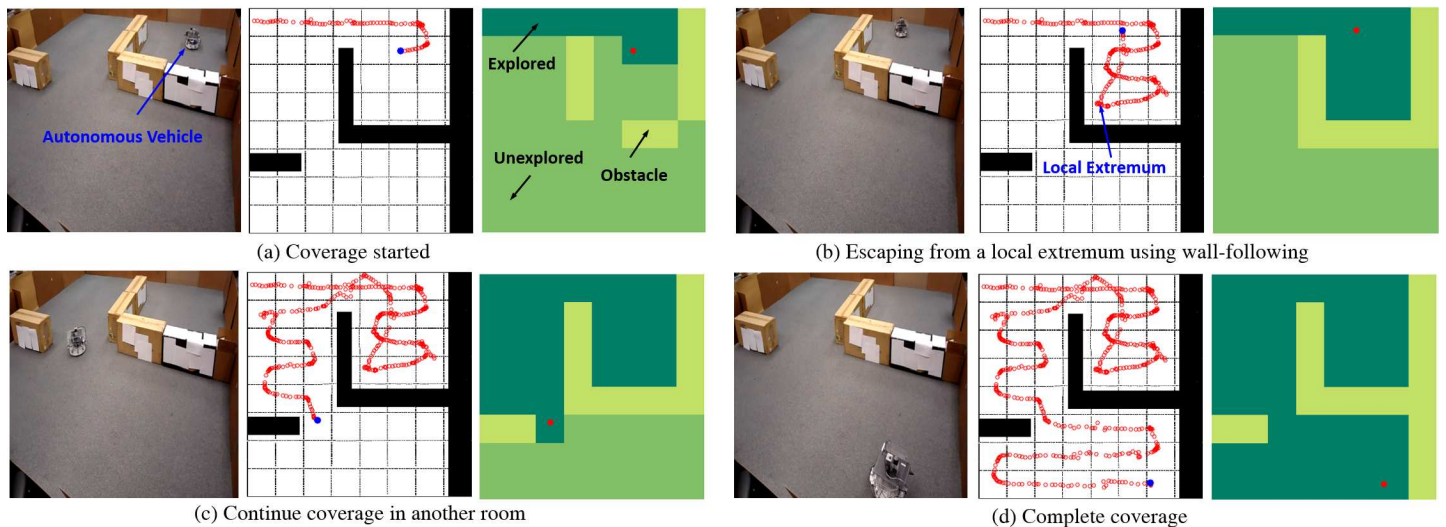 Autonomous Vehicle
Explored
Unexplored
Obstacle
Local Extremum
(a) Coverage started
(b) Escaping from a local extremum using wall-following
(c) Continue coverage in another room
(d) Complete coverage